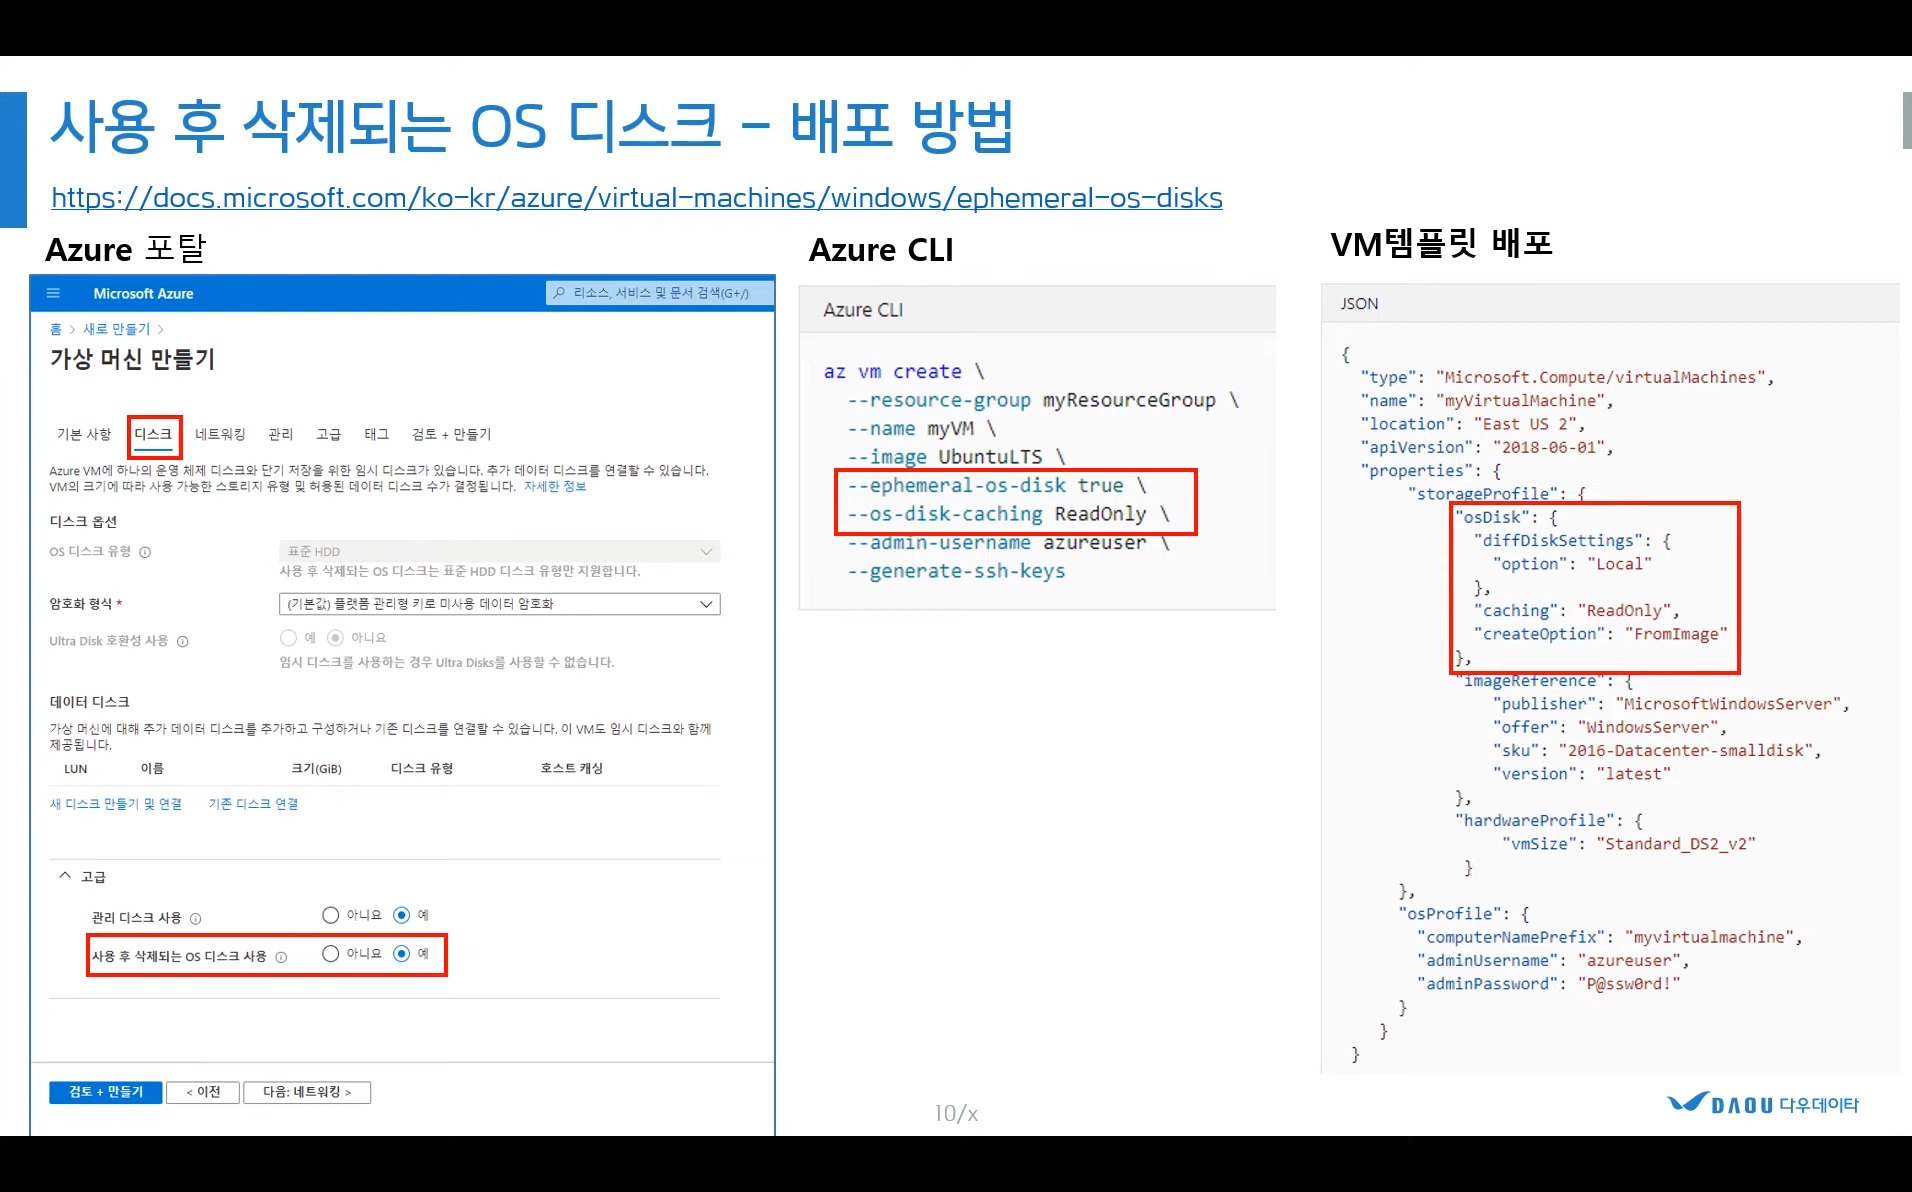 사용 후 삭제되는 OS 디스크 - 배포 방법
https://docs.microsoft.com/ko-kr/azure/virtual-machines/windows/ephemeral-os-disks
Azure 포탈
Microsoft Azure
리소스, 서비스 및 문서 검색(G+/)
홈 > 새로 만들기 >
가상 머신 만들기
기본 사항 디스크 네트워킹 관리 고급 태그 검토 + 만들기
Azure VM에 하나의 운영 체제 디스크와 단기 저장을 위한 임시 디스크가 있습니다. 추가 데이터 디스크를 연결할 수 있습니다.
VM의 크기에 따라 사용 가능한 스토리지 유형 및 허용된 데이터 디스크 수가 결정됩니다. 자세한 정보
디스크 옵션
OS 디스크 유형 표준 HDD
사용 후 삭제되는 OS 디스크는 표준 HDD 디스크 유형만 지원합니다.
암호화 형식 * (기본값) 플랫폼 관리형 키로 미사용 데이터 암호화
Ultra Disk 호환성 사용 예 아니요
임시 디스크를 사용하는 경우 Ultra Disks를 사용할 수 없습니다.
데이터 디스크
가상 머신에 대해 추가 데이터 디스크를 추가하고 구성하거나 기존 디스크를 연결할 수 있습니다. 이 VM도 임시 디스크와 함께
제공됩니다.
LUN 이름 크기(GiB) 디스크 유형 호스트 캐싱
새 디스크 만들기 및 연결 기존 디스크 연결
고급
관리 디스크 사용 아니요 예
사용 후 삭제되는 OS 디스크 사용 아니요 예
검토 + 만들기 < 이전 다음: 네트워킹 >
Azure CLI
Azure CLI
az vm create \
--resource-group myResourceGroup \
--name myVM \
--image UbuntuLTS \
--ephemeral-os-disk true \
--os-disk-caching ReadOnly \
--admin-username azureuser \
--generate-ssh-keys
VM템플릿 배포
JSON
{
"type": "Microsoft.Compute/virtualMachines",
"name": "myVirtualMachine",
"location": "East US 2",
"apiVersion": "2018-06-01",
"properties": {
"storageProfile": {
"osDisk": {
"diffDiskSettings": {
"option": "Local"
},
"caching": "ReadOnly",
"createOption": "FromImage"
},
"imageReference": {
"publisher": "MicrosoftWindowsServer",
"offer": "WindowsServer",
"sku": "2016-Datacenter-smalldisk",
"version": "latest"
},
"hardwareProfile": {
"vmSize": "Standard_DS2_v2"
}
},
"osProfile": {
"computerNamePrefix": "myvirtualmachine",
"adminUsername": "azureuser",
"adminPassword": "P@ssw0rd!"
}
}
}
10/x
DAOU 다우데이타